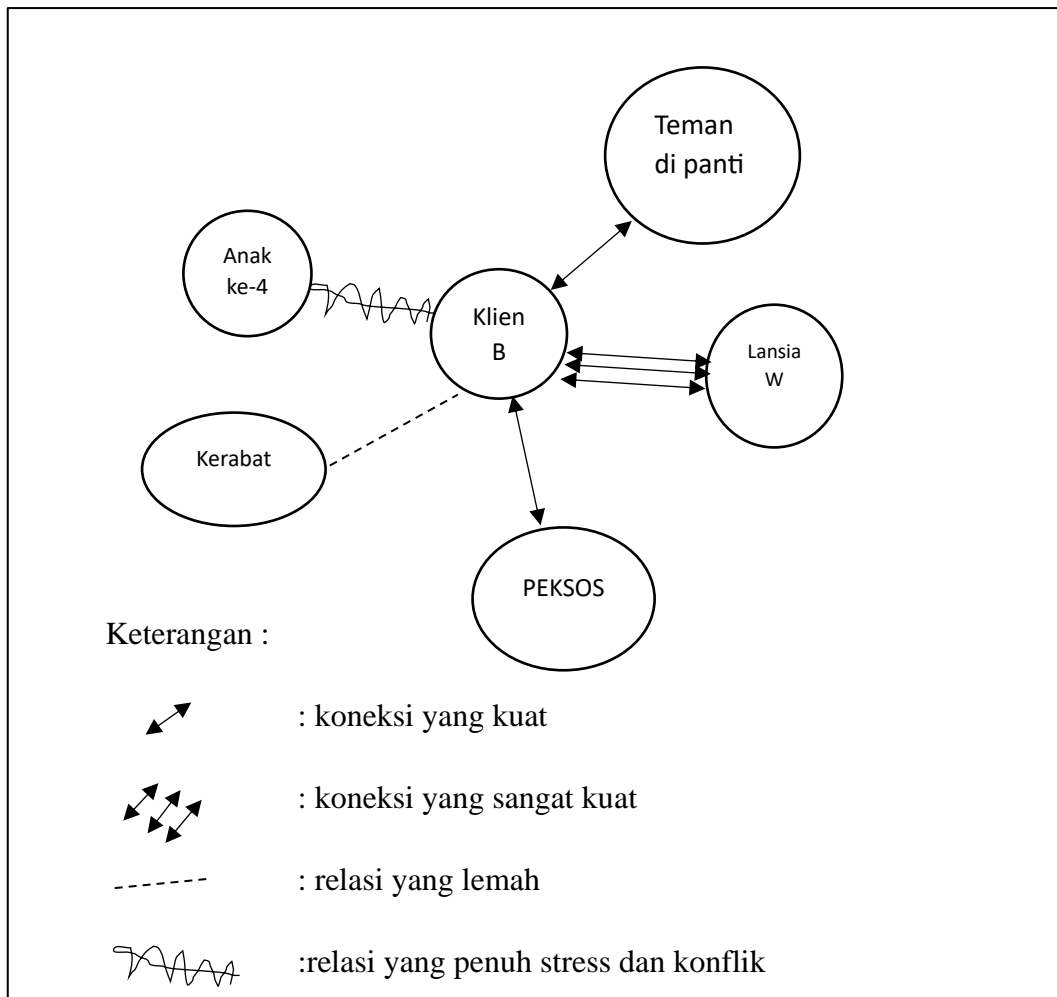 Teman
di panti
Anak
ke-4
Klien
B
Lansia
W
Kerabat
PEKSOS
Keterangan :
: koneksi yang kuat
: koneksi yang sangat kuat
: relasi yang lemah
:relasi yang penuh stress dan konflik